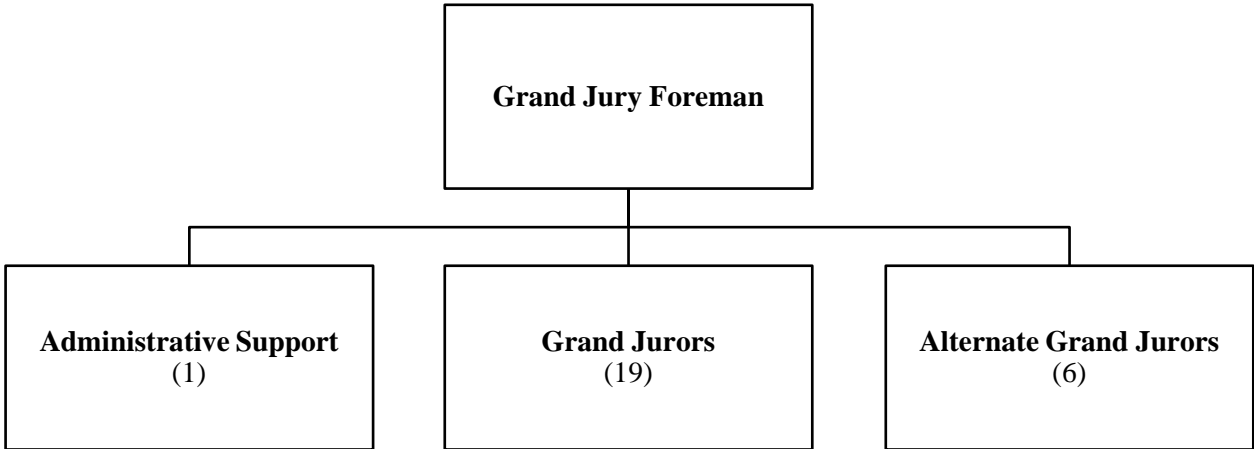 Grand Jury Foreman
Administrative Support
(1)
Grand Jurors
(19)
Alternate Grand Jurors
(6)